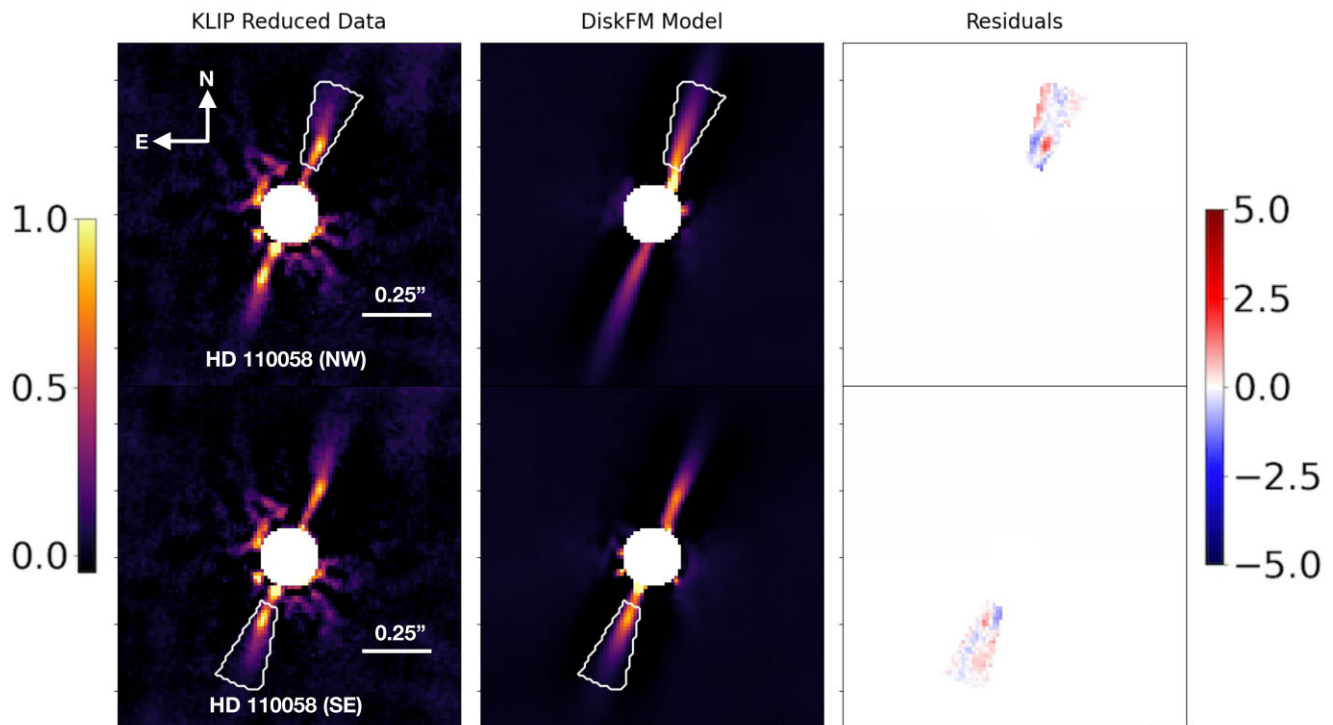 KLIP Reduced Data
DiskFM Model
Residuals
N
E
1.0
0.5
0.0
0.25”
HD 110058 (NW)
5.0
2.5
0.0
−2.5
−5.0
0.25”
HD 110058 (SE)